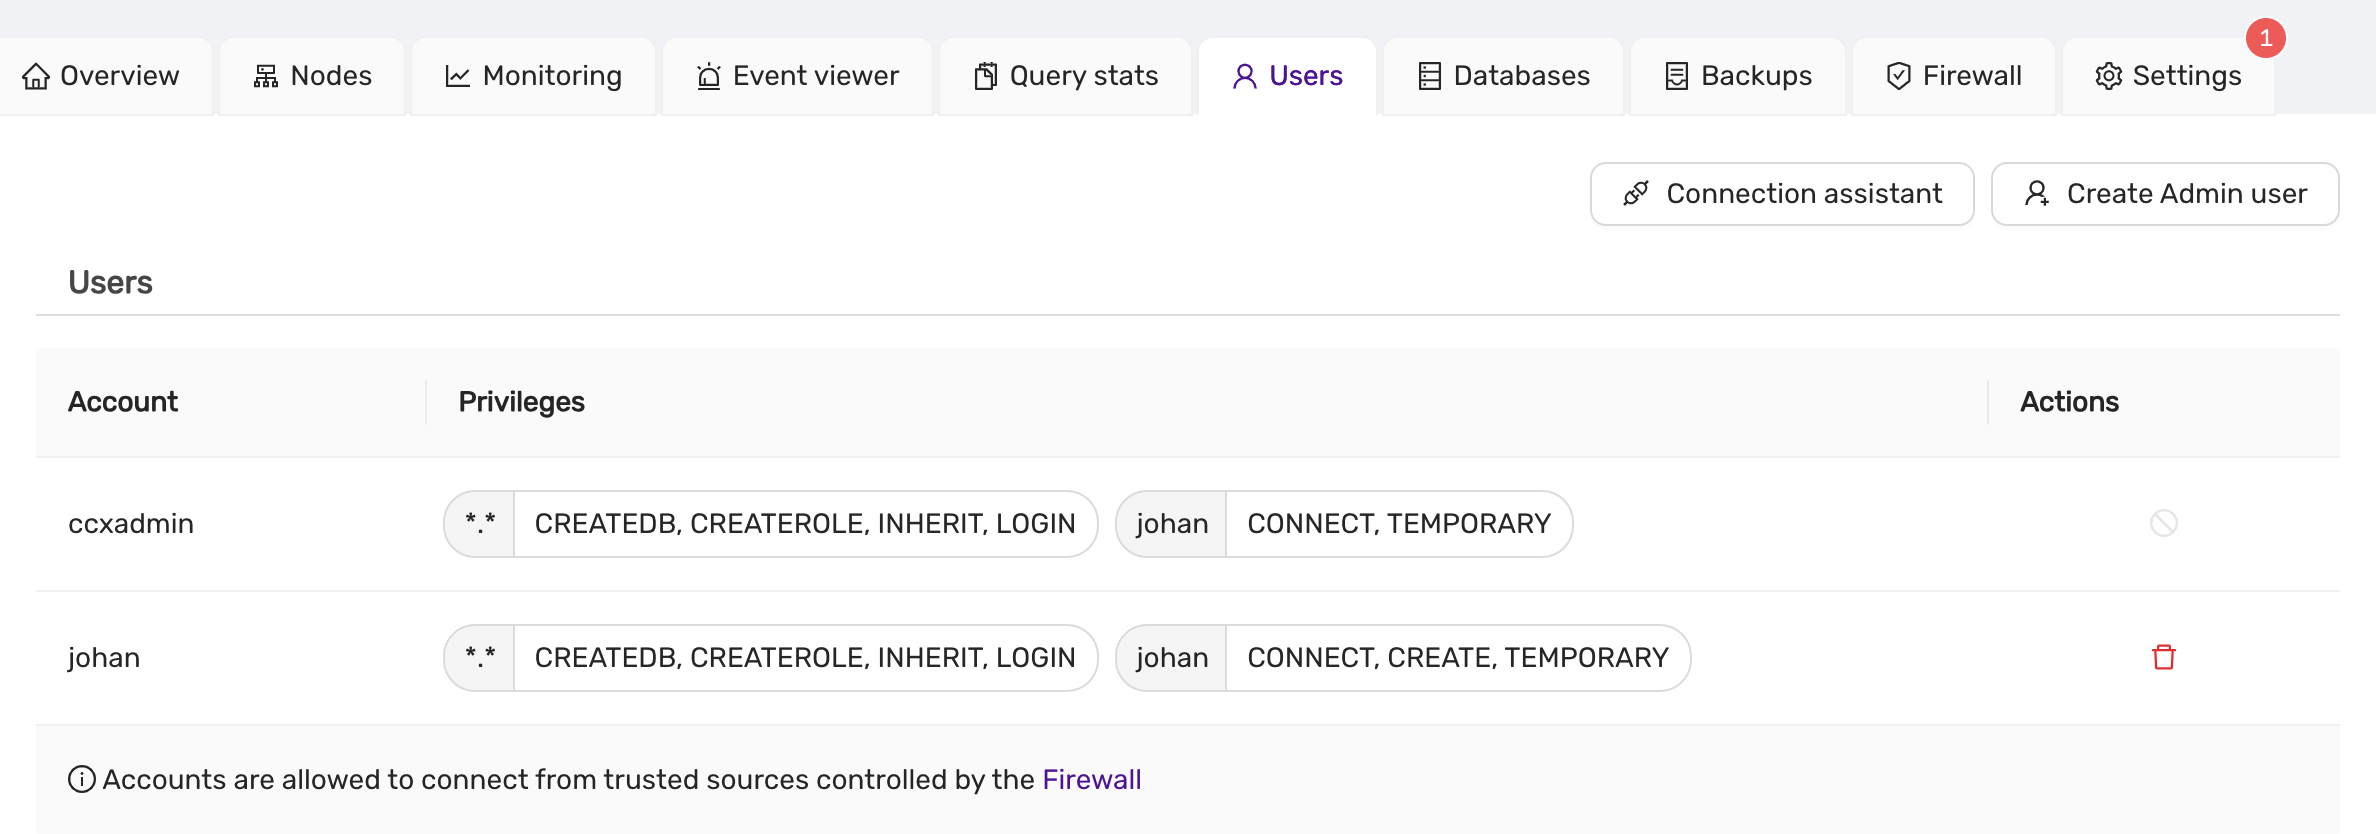 1
Overview Nodes Monitoring Event viewer Query stats Users Databases Backups Firewall Settings
Connection assistant Create Admin user
Users
Account Privileges Actions
ccxadmin *.* CREATEDB, CREATEROLE, INHERIT, LOGIN johan CONNECT, TEMPORARY
johan *.* CREATEDB, CREATEROLE, INHERIT, LOGIN johan CONNECT, CREATE, TEMPORARY
Accounts are allowed to connect from trusted sources controlled by the Firewall